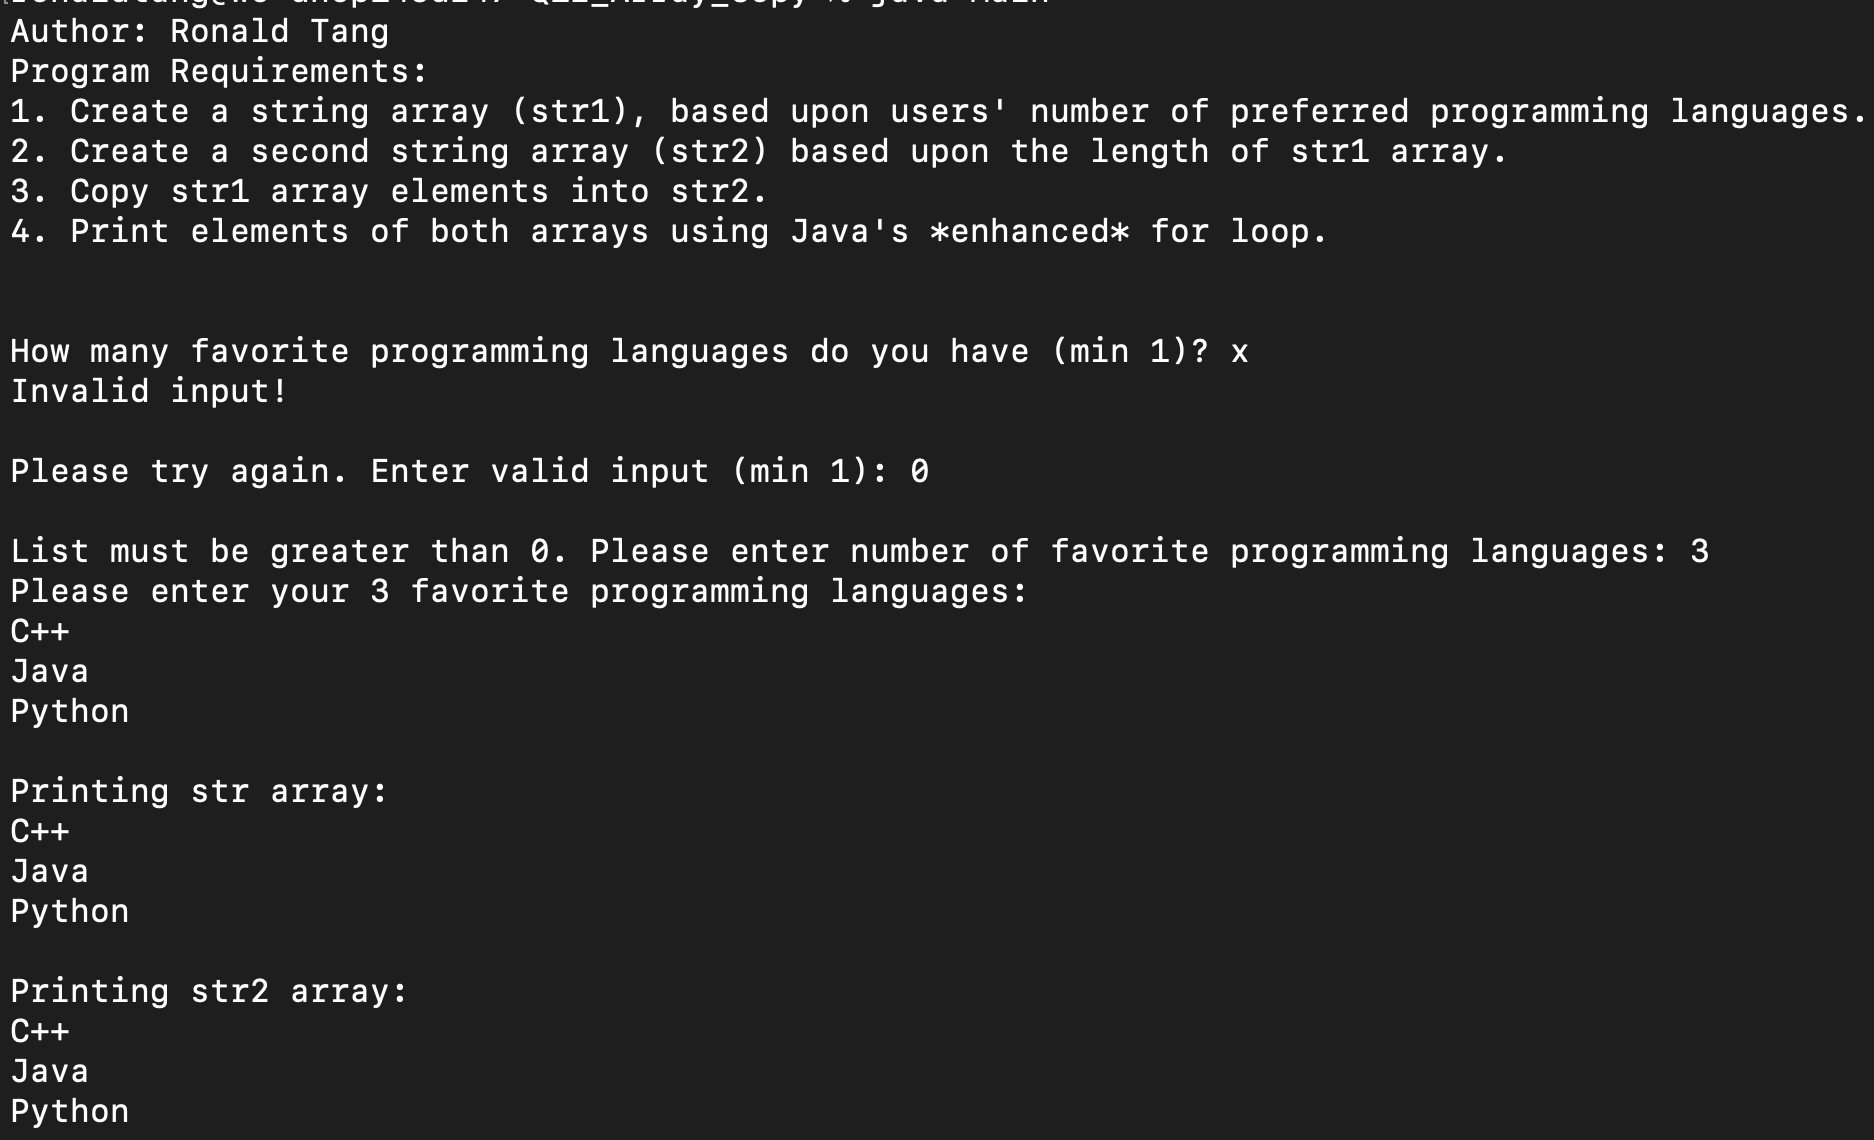 Author: Ronald Tang
Program Requirements:
1. Create a string array (str1), based upon users' number of preferred programming languages.
2. Create a second string array (str2) based upon the length of str1 array.
3. Copy str1 array elements into str2.
4. Print elements of both arrays using Java's *enhanced* for loop.
How many favorite programming languages do you have (min 1)? x
Invalid input!
Please try again. Enter valid input (min 1): 0
List must be greater than 0. Please enter number of favorite programming languages: 3
Please enter your 3 favorite programming languages:
C++
Java
Python
Printing str array:
C++
Java
Python
Printing str2 array:
C++
Java
Python